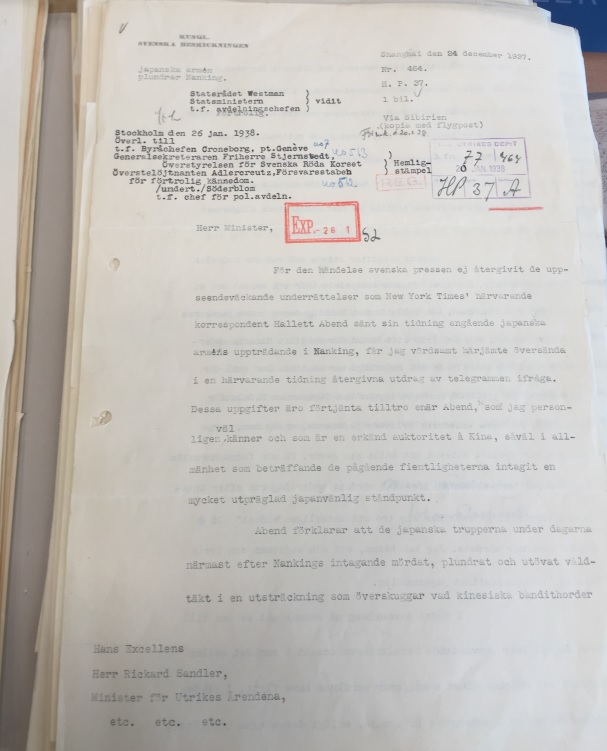 KUNGL.
SVENSKA BESKICKNINGEN
Shanghai den 24 december 1937.
japanska armén
plundrar Nanking.
Nr. 464.
H. P. 37.
1 bil.
Statsrådet Westman
Statsministern } vidit
t.f. avdelningschefen
Förtrolig.
Via Sibirien
(kopia med flygpost)
Stockholm den 26 jan. 1938.
Överl. till
t.f. Byråchefen Croneborg, pt. Genève
Generalsekreteraren Friherre Stjernstedt,
Överstyrelsen för Svenska Röda Korset
Överstelöjtnanten Adlercreutz, Försvarsstaben
för förtrolig kännedom.
/undert./Söderblom
t.f. chef för pol.avdeln.
} Hemlig-
stämpel
UTRIKES DEPT
77 464
JAN 1938
HP 37 A
Herr Minister,
EXP. - 26 1
För den händelse svenska pressen ej återgivit de upp-
seendeväckande underrättelser som New York Times' härvarande
korrespondent Hallett Abend sänt sin tidning angående japanska
arméns uppträdande i Nanking, får jag vördsamt härjämte översända
i en härvarande tidning återgivna utdrag av telegrammen ifråga.
Dessa uppgifter äro förtjänta tilltro enär Abend, som jag person-
väl
ligen känner och som är en erkänd auktoritet å Kina, såväl i all-
mänhet som beträffande de pågående fientligheterna intagit en
mycket utpräglad japanvänlig ståndpunkt.
Abend förklarar att de japanska trupperna under dagarna
närmast efter Nankings intagande mördat, plundrat och utövat våld-
täkt i en utsträckning som överskuggar vad kinesiska bandithorder
Hans Excellens
Herr Rickard Sandler,
Minister för Utrikes Ärendena,
etc. etc. etc.